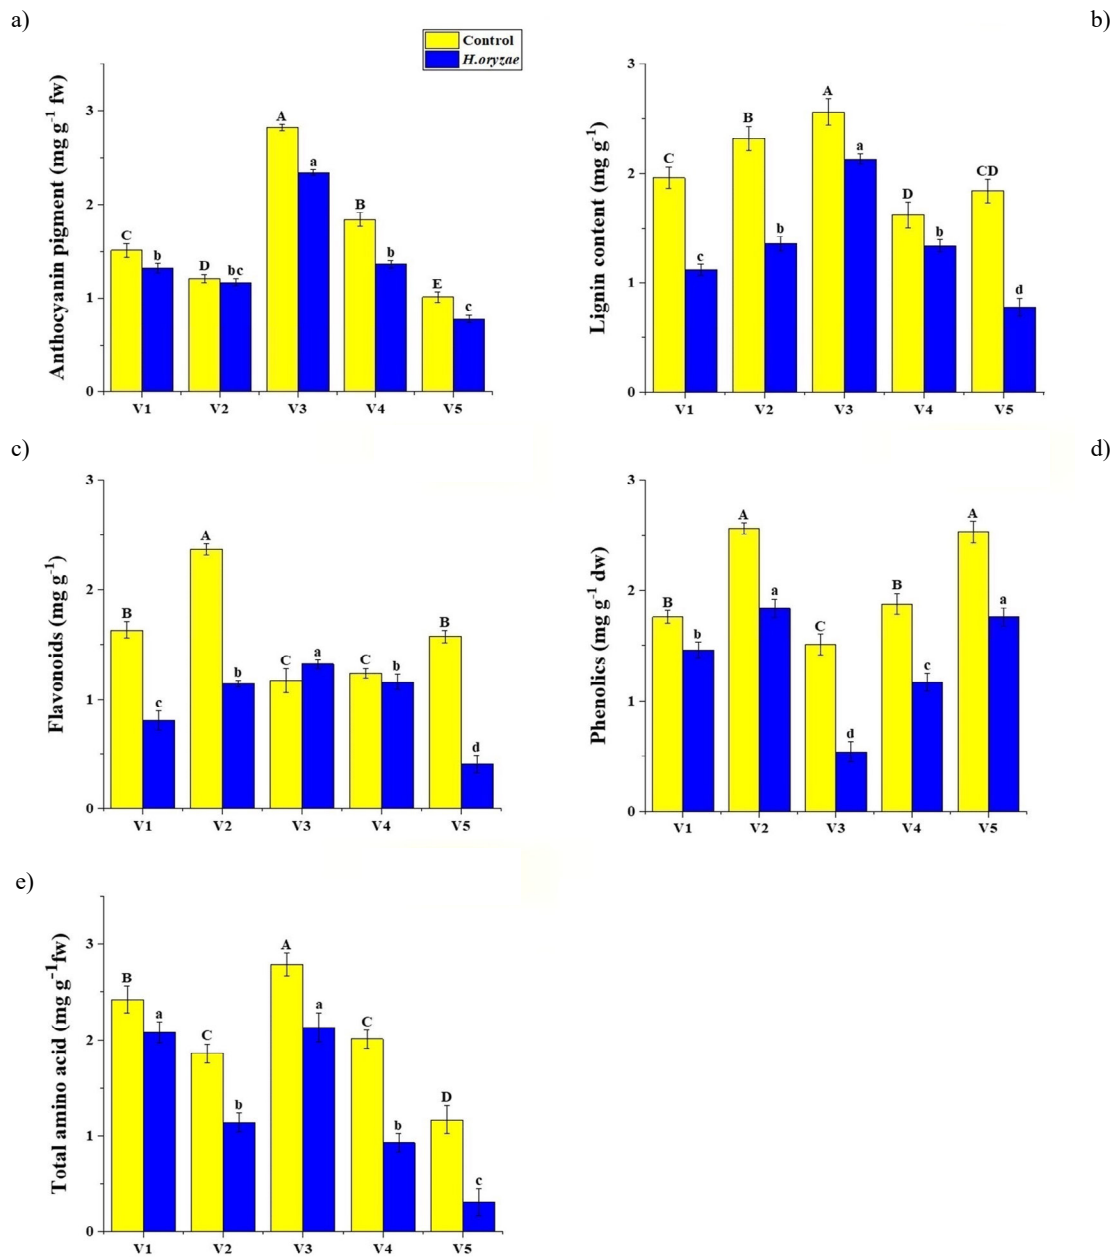 a)
b)
Control
H.oryzae
Anthocyanin pigment (mg g⁻¹ fw)
3
2
1
0
C
b
D
bc
A
a
B
b
E
c
V1 V2 V3 V4 V5
Lignin content (mg g⁻¹)
3
2
1
0
C
c
B
b
A
a
D
b
CD
d
V1 V2 V3 V4 V5
c)
d)
Flavonoids (mg g⁻¹)
3
2
1
0
B
c
A
b
C
a
C
b
B
d
V1 V2 V3 V4 V5
Phenolics (mg g⁻¹ dw)
3
2
1
0
B
b
A
a
C
d
B
c
A
a
V1 V2 V3 V4 V5
e)
Total amino acid (mg g⁻¹fw)
3
2
1
0
B
a
C
b
A
a
C
b
D
c
V1 V2 V3 V4 V5